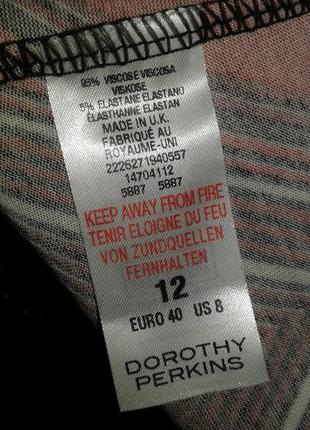 95% VISCOSE VISCOSA
VISKOSE
5% ELASTANE ELASTANO
ELASTHANNE ELASTAN
MADE IN U.K.
FABRIQUÉ AU
ROYAUME-UNI
2225271940557
14704112
5887 5887
KEEP AWAY FROM FIRE
TENIR ELOIGNE DU FEU
VON ZUNDQUELLEN
FERNHALTEN
12
EURO 40 US 8
DOROTHY
PERKINS